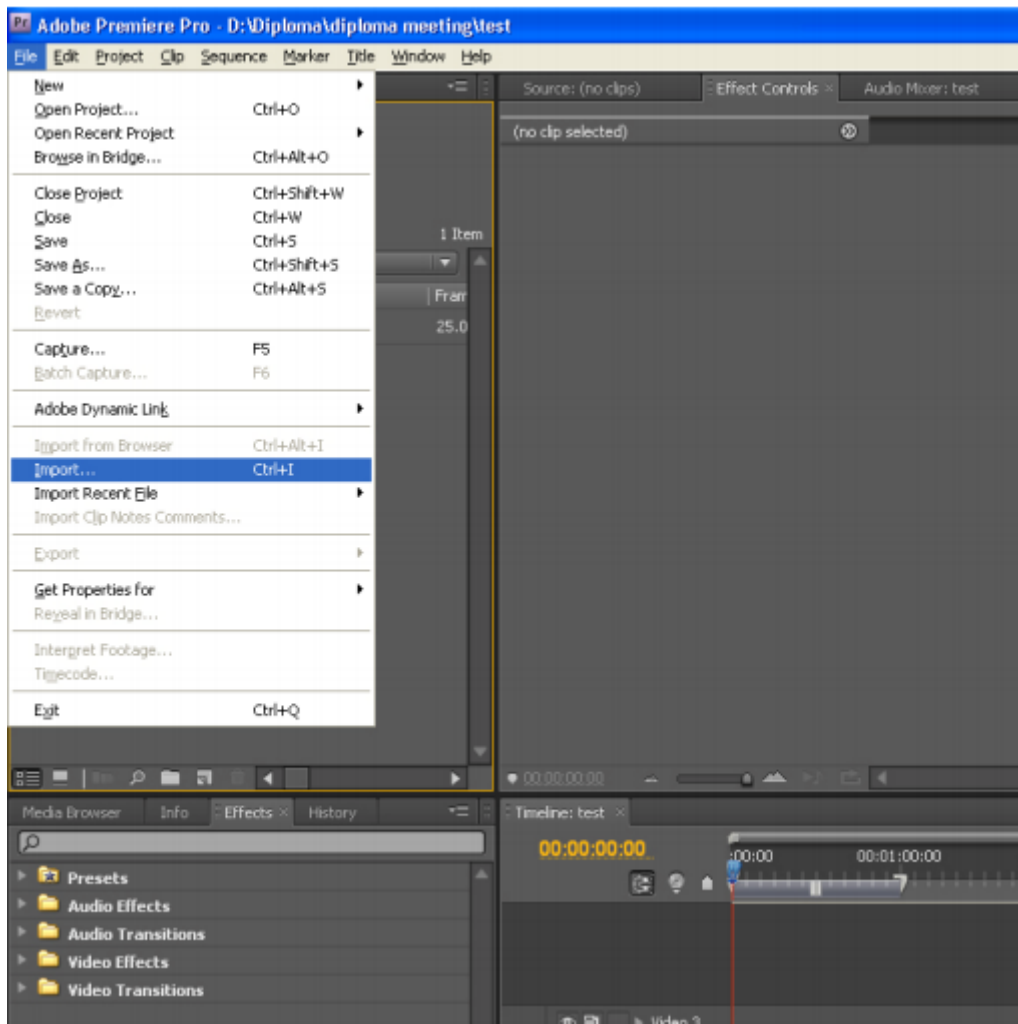 Pr Adobe Premiere Pro - D:\Diploma\diploma meeting\test
File Edit Project Clip Sequence Marker Title Window Help
New
Open Project... Ctrl+O
Open Recent Project
Browse in Bridge... Ctrl+Alt+O
Close Project Ctrl+Shift+W
Close Ctrl+W
Save Ctrl+S
Save As... Ctrl+Shift+S
Save a Copy... Ctrl+Alt+S
Revert
Capture... F5
Batch Capture... F6
Adobe Dynamic Link
Import from Browser Ctrl+Alt+I
Import... Ctrl+I
Import Recent File
Import Clip Notes Comments...
Export
Get Properties for
Reveal in Bridge...
Interpret Footage...
Timecode...
Exit Ctrl+Q
1 Item
Fram
25.0
Source: (no clips) Effect Controls Audio Mixer: test
(no clip selected)
00:00:00:00
Media Browser Info Effects History
Presets
Audio Effects
Audio Transitions
Video Effects
Video Transitions
Timeline: test
00:00:00:00
:00:00 00:01:00:00
Video 3